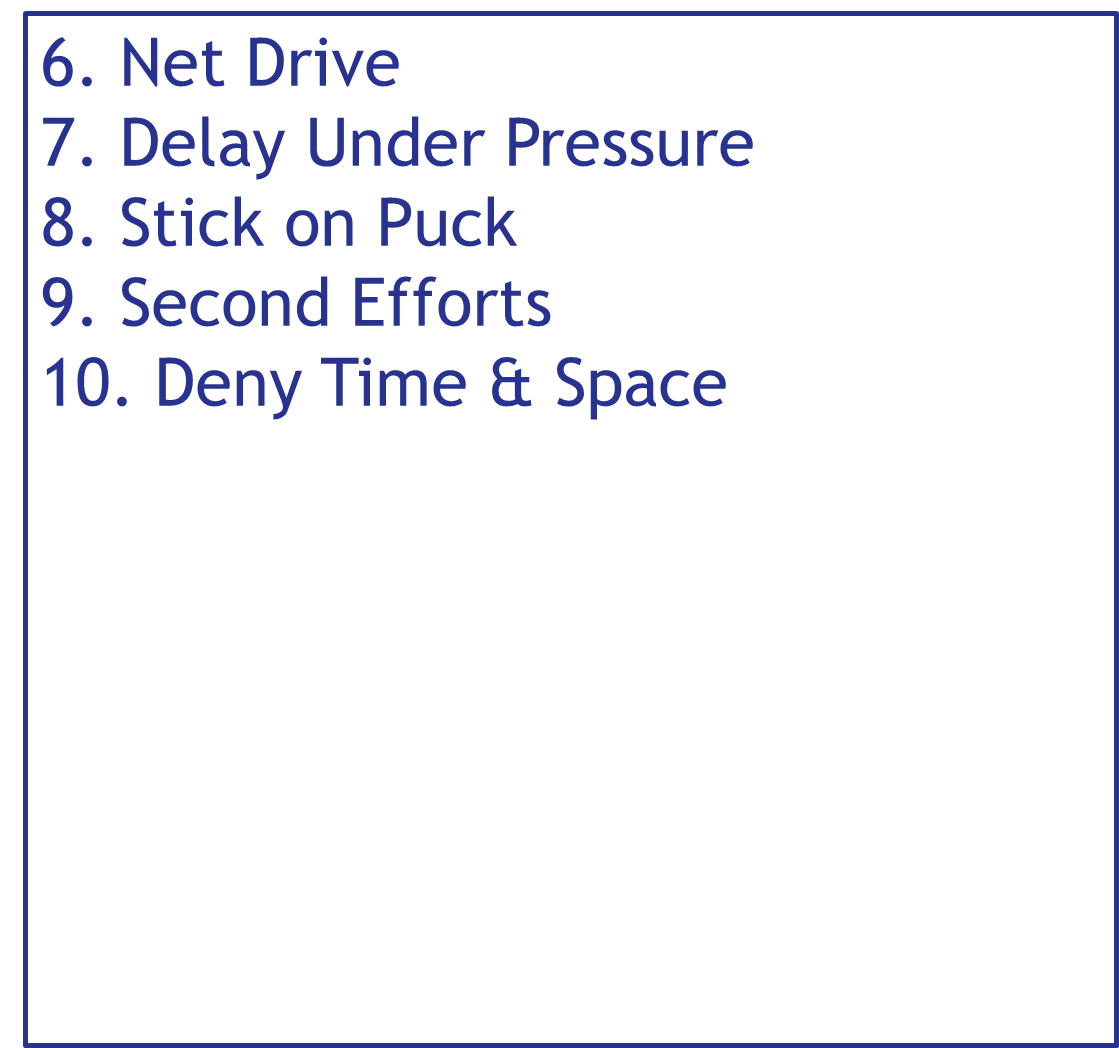 6. Net Drive
7. Delay Under Pressure
8. Stick on Puck
9. Second Efforts
10. Deny Time & Space